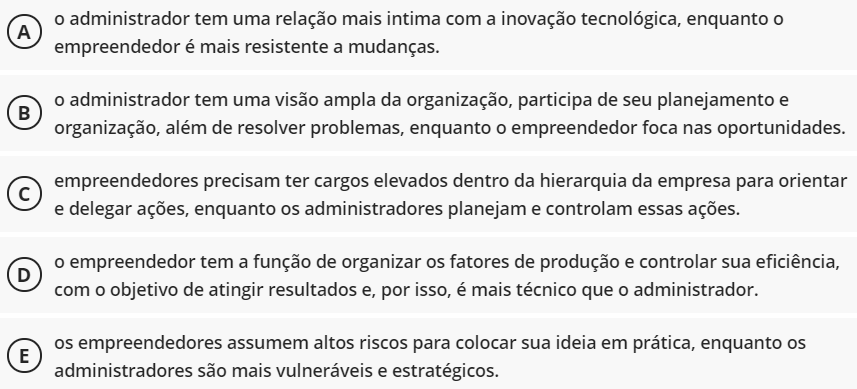 A
o administrador tem uma relação mais intima com a inovação tecnológica, enquanto o
empreendedor é mais resistente a mudanças.
B
o administrador tem uma visão ampla da organização, participa de seu planejamento e
organização, além de resolver problemas, enquanto o empreendedor foca nas oportunidades.
C
empreendedores precisam ter cargos elevados dentro da hierarquia da empresa para orientar
e delegar ações, enquanto os administradores planejam e controlam essas ações.
D
o empreendedor tem a função de organizar os fatores de produção e controlar sua eficiência,
com o objetivo de atingir resultados e, por isso, é mais técnico que o administrador.
E
os empreendedores assumem altos riscos para colocar sua ideia em prática, enquanto os
administradores são mais vulneráveis e estratégicos.